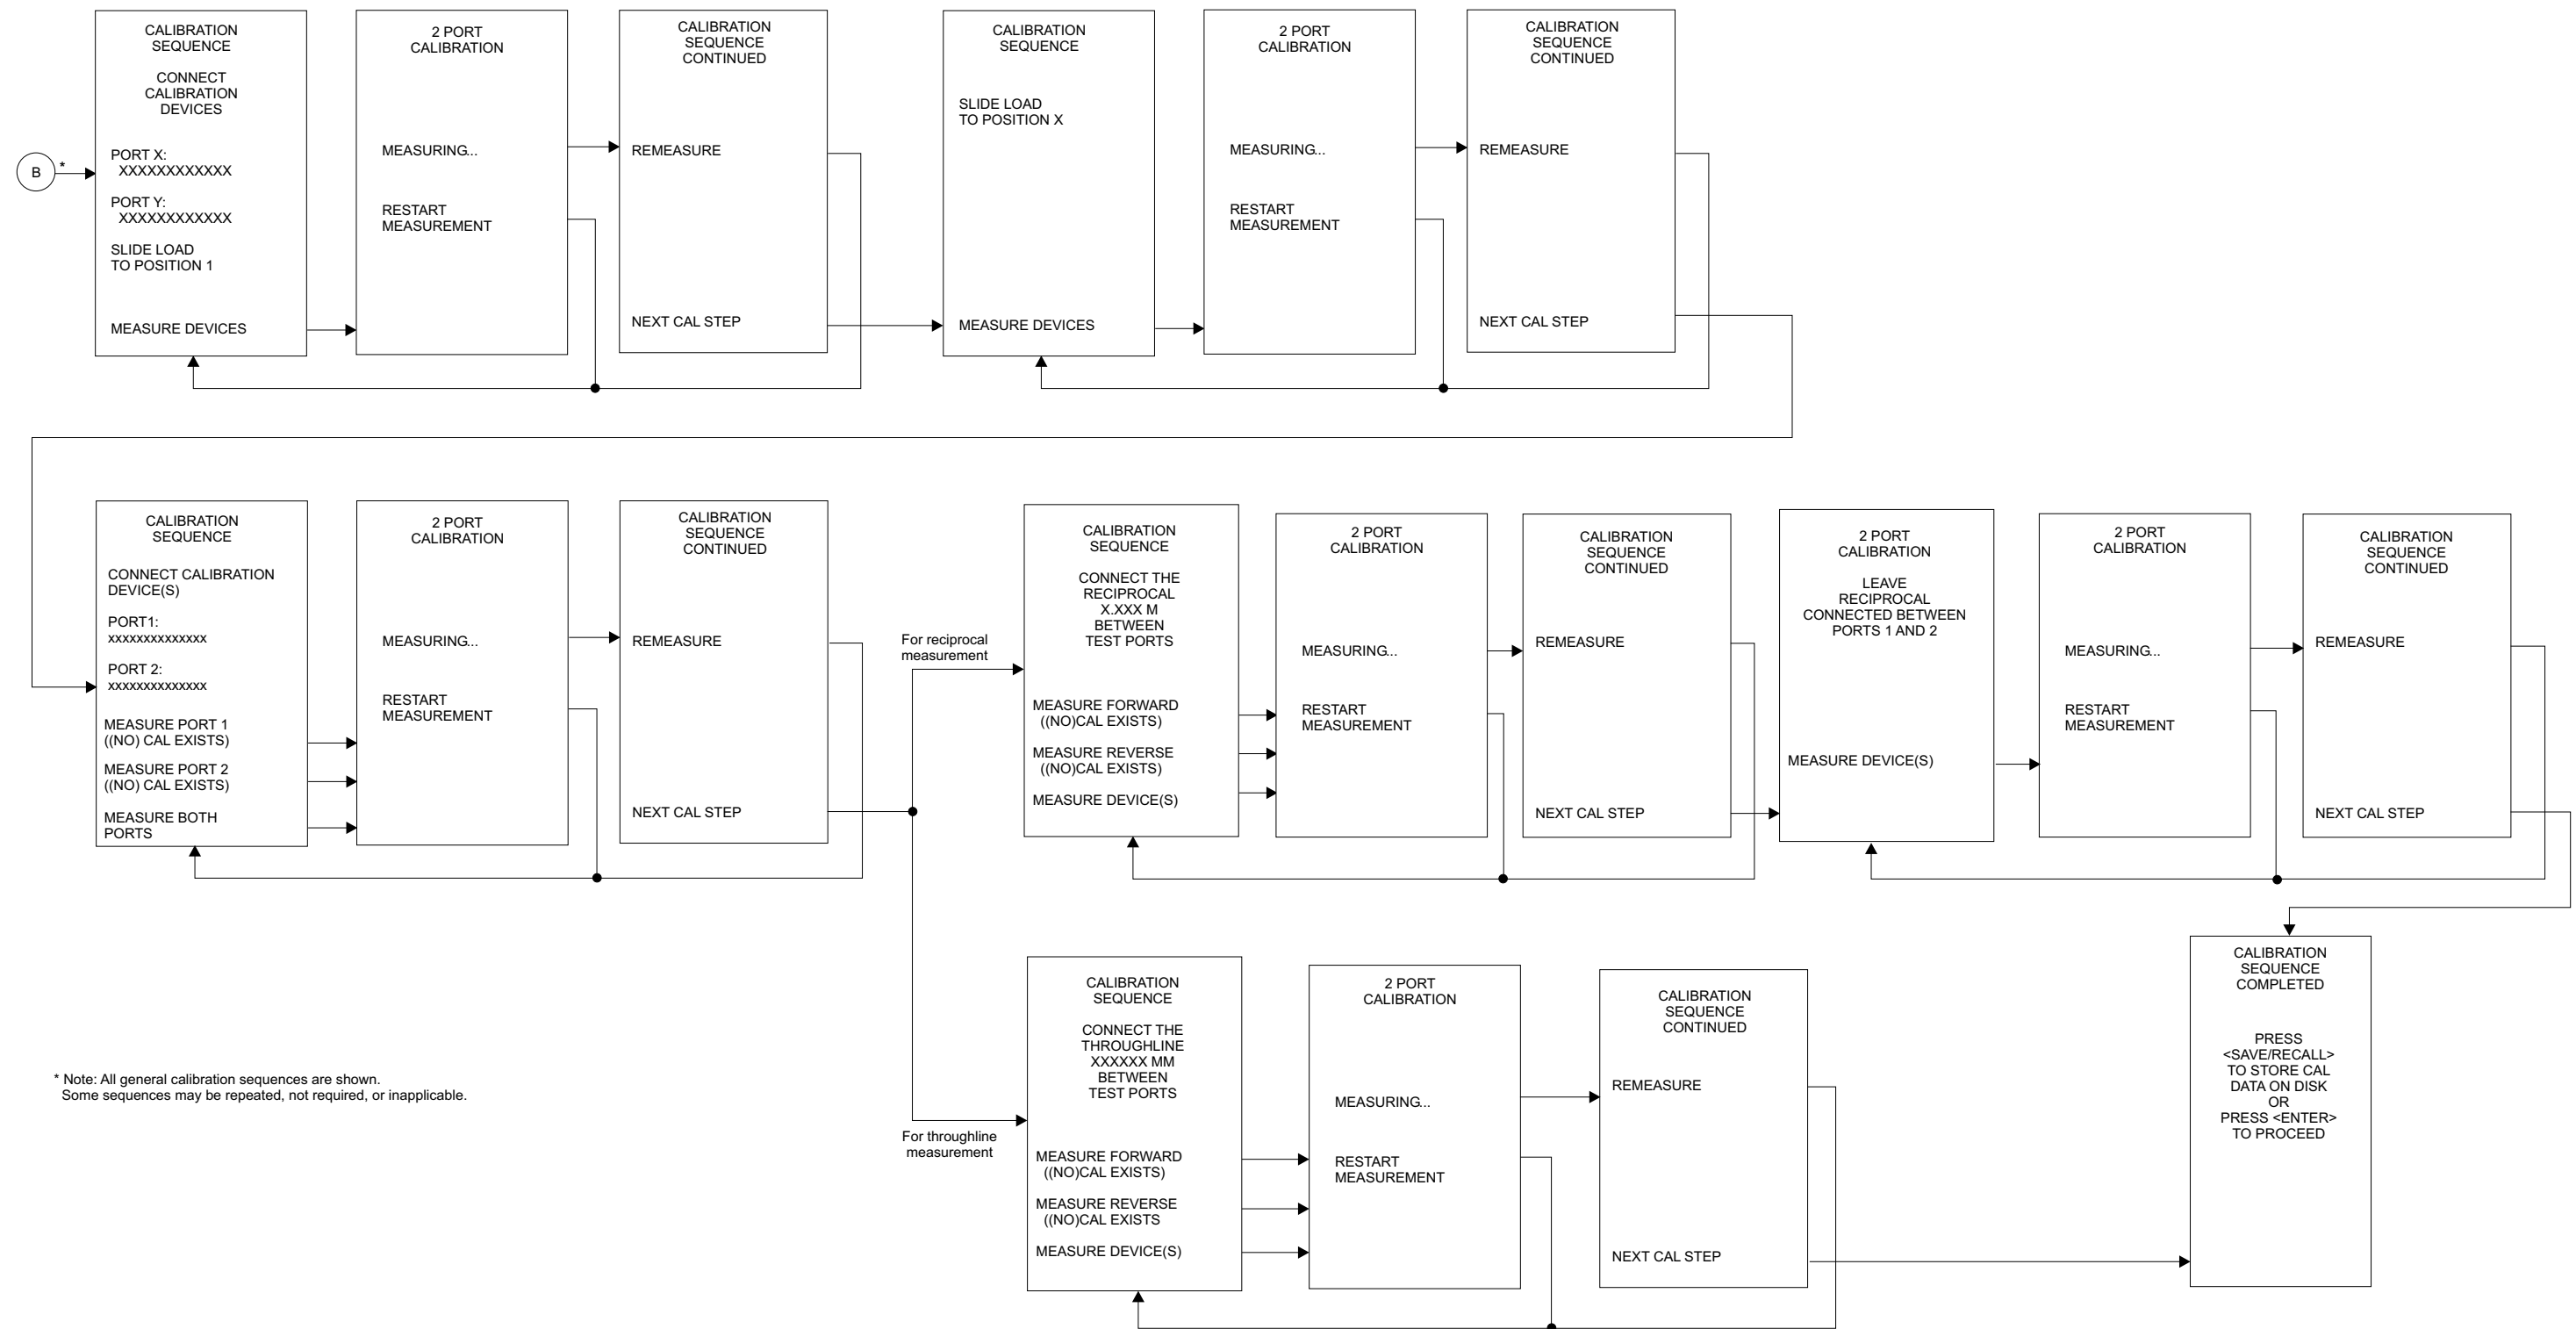 B
*
CALIBRATION
SEQUENCE
CONNECT
CALIBRATION
DEVICES
PORT X:
XXXXXXXXXXXX
PORT Y:
XXXXXXXXXXXX
SLIDE LOAD
TO POSITION 1
MEASURE DEVICES
2 PORT
CALIBRATION
MEASURING...
RESTART
MEASUREMENT
CALIBRATION
SEQUENCE
CONTINUED
REMEASURE
NEXT CAL STEP
CALIBRATION
SEQUENCE
SLIDE LOAD
TO POSITION X
MEASURE DEVICES
2 PORT
CALIBRATION
MEASURING...
RESTART
MEASUREMENT
CALIBRATION
SEQUENCE
CONTINUED
REMEASURE
NEXT CAL STEP
CALIBRATION
SEQUENCE
CONNECT CALIBRATION
DEVICE(S)
PORT1:
xxxxxxxxxxxxxx
PORT 2:
xxxxxxxxxxxxxx
MEASURE PORT 1
((NO) CAL EXISTS)
MEASURE PORT 2
((NO) CAL EXISTS)
MEASURE BOTH
PORTS
2 PORT
CALIBRATION
MEASURING...
RESTART
MEASUREMENT
CALIBRATION
SEQUENCE
CONTINUED
REMEASURE
NEXT CAL STEP
For reciprocal
measurement
CALIBRATION
SEQUENCE
CONNECT THE
RECIPROCAL
X.XXX M
BETWEEN
TEST PORTS
MEASURE FORWARD
((NO)CAL EXISTS)
MEASURE REVERSE
((NO)CAL EXISTS)
MEASURE DEVICE(S)
2 PORT
CALIBRATION
MEASURING...
RESTART
MEASUREMENT
CALIBRATION
SEQUENCE
CONTINUED
REMEASURE
NEXT CAL STEP
2 PORT
CALIBRATION
LEAVE
RECIPROCAL
CONNECTED BETWEEN
PORTS 1 AND 2
MEASURE DEVICE(S)
2 PORT
CALIBRATION
MEASURING...
RESTART
MEASUREMENT
CALIBRATION
SEQUENCE
CONTINUED
REMEASURE
NEXT CAL STEP
For throughline
measurement
CALIBRATION
SEQUENCE
CONNECT THE
THROUGHLINE
XXXXXX MM
BETWEEN
TEST PORTS
MEASURE FORWARD
((NO)CAL EXISTS)
MEASURE REVERSE
((NO)CAL EXISTS
MEASURE DEVICE(S)
2 PORT
CALIBRATION
MEASURING...
RESTART
MEASUREMENT
CALIBRATION
SEQUENCE
CONTINUED
REMEASURE
NEXT CAL STEP
CALIBRATION
SEQUENCE
COMPLETED
PRESS
<SAVE/RECALL>
TO STORE CAL
DATA ON DISK
OR
PRESS <ENTER>
TO PROCEED
* Note: All general calibration sequences are shown.
Some sequences may be repeated, not required, or inapplicable.